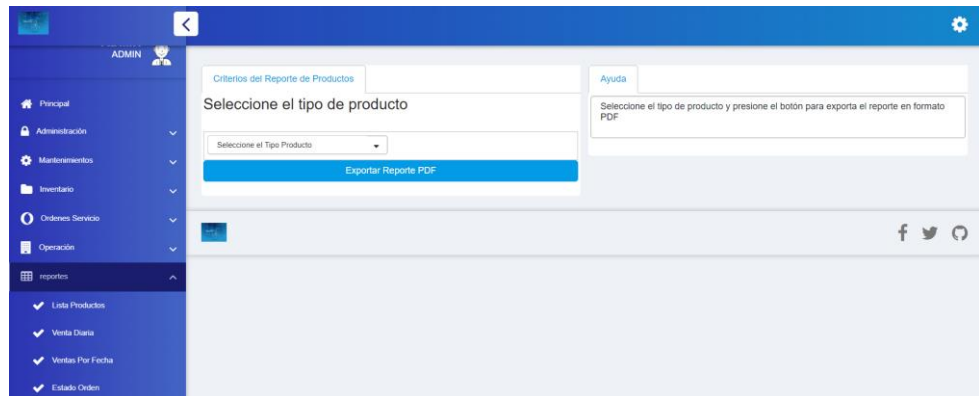 ADMIN
Principal
Administración
Mantenimientos
Inventario
Ordenes Servicio
Operación
reportes
Lista Productos
Venta Diaria
Ventas Por Fecha
Estado Orden
Criterios del Reporte de Productos
Seleccione el tipo de producto
Seleccione el Tipo Producto
Exportar Reporte PDF
Ayuda
Seleccione el tipo de producto y presione el botón para exporta el reporte en formato
PDF